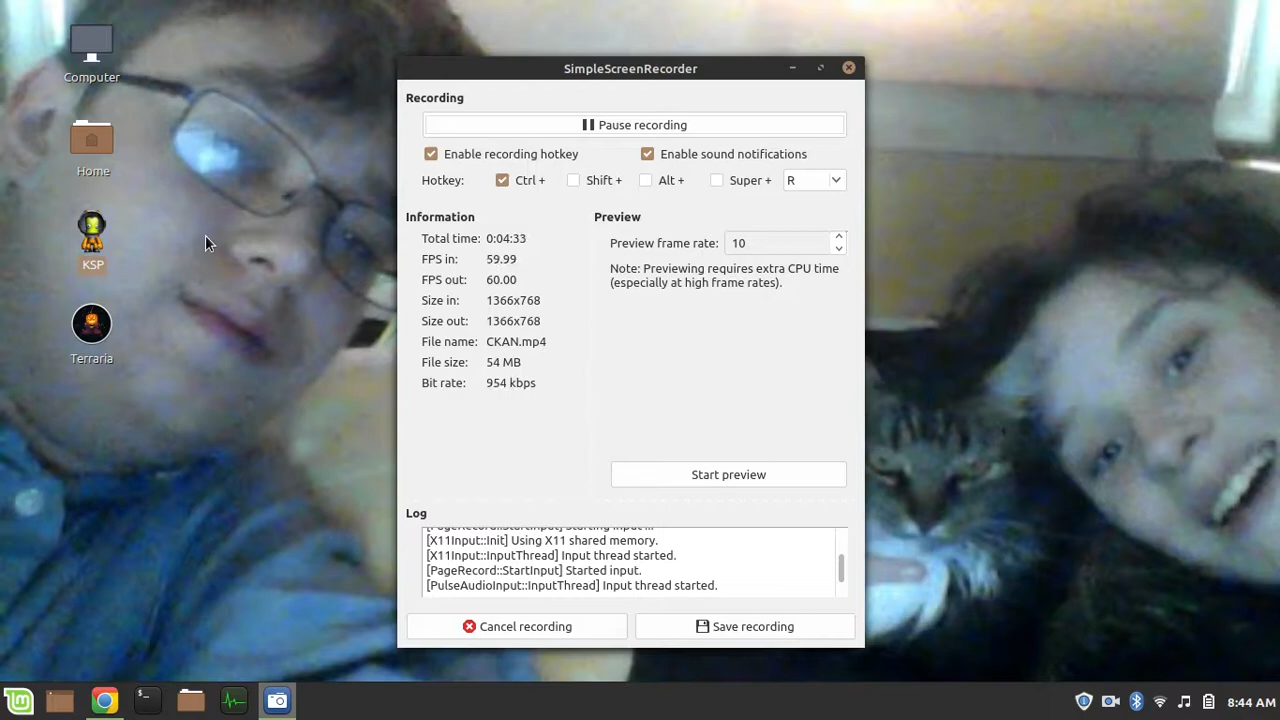 Computer
Home
KSP
Terraria
SimpleScreenRecorder
Recording
Pause recording
Enable recording hotkey
Enable sound notifications
Hotkey: Ctrl + Shift + Alt + Super + R
Information
Total time: 0:04:33
FPS in: 59.99
FPS out: 60.00
Size in: 1366x768
Size out: 1366x768
File name: CKAN.mp4
File size: 54 MB
Bit rate: 954 kbps
Preview
Preview frame rate: 10
Note: Previewing requires extra CPU time
(especially at high frame rates).
Start preview
Log
[PageRecord::StartInput] Starting input ...
[X11Input::Init] Using X11 shared memory.
[X11Input::InputThread] Input thread started.
[PageRecord::StartInput] Started input.
[PulseAudioInput::InputThread] Input thread started.
Cancel recording
Save recording
8:44 AM